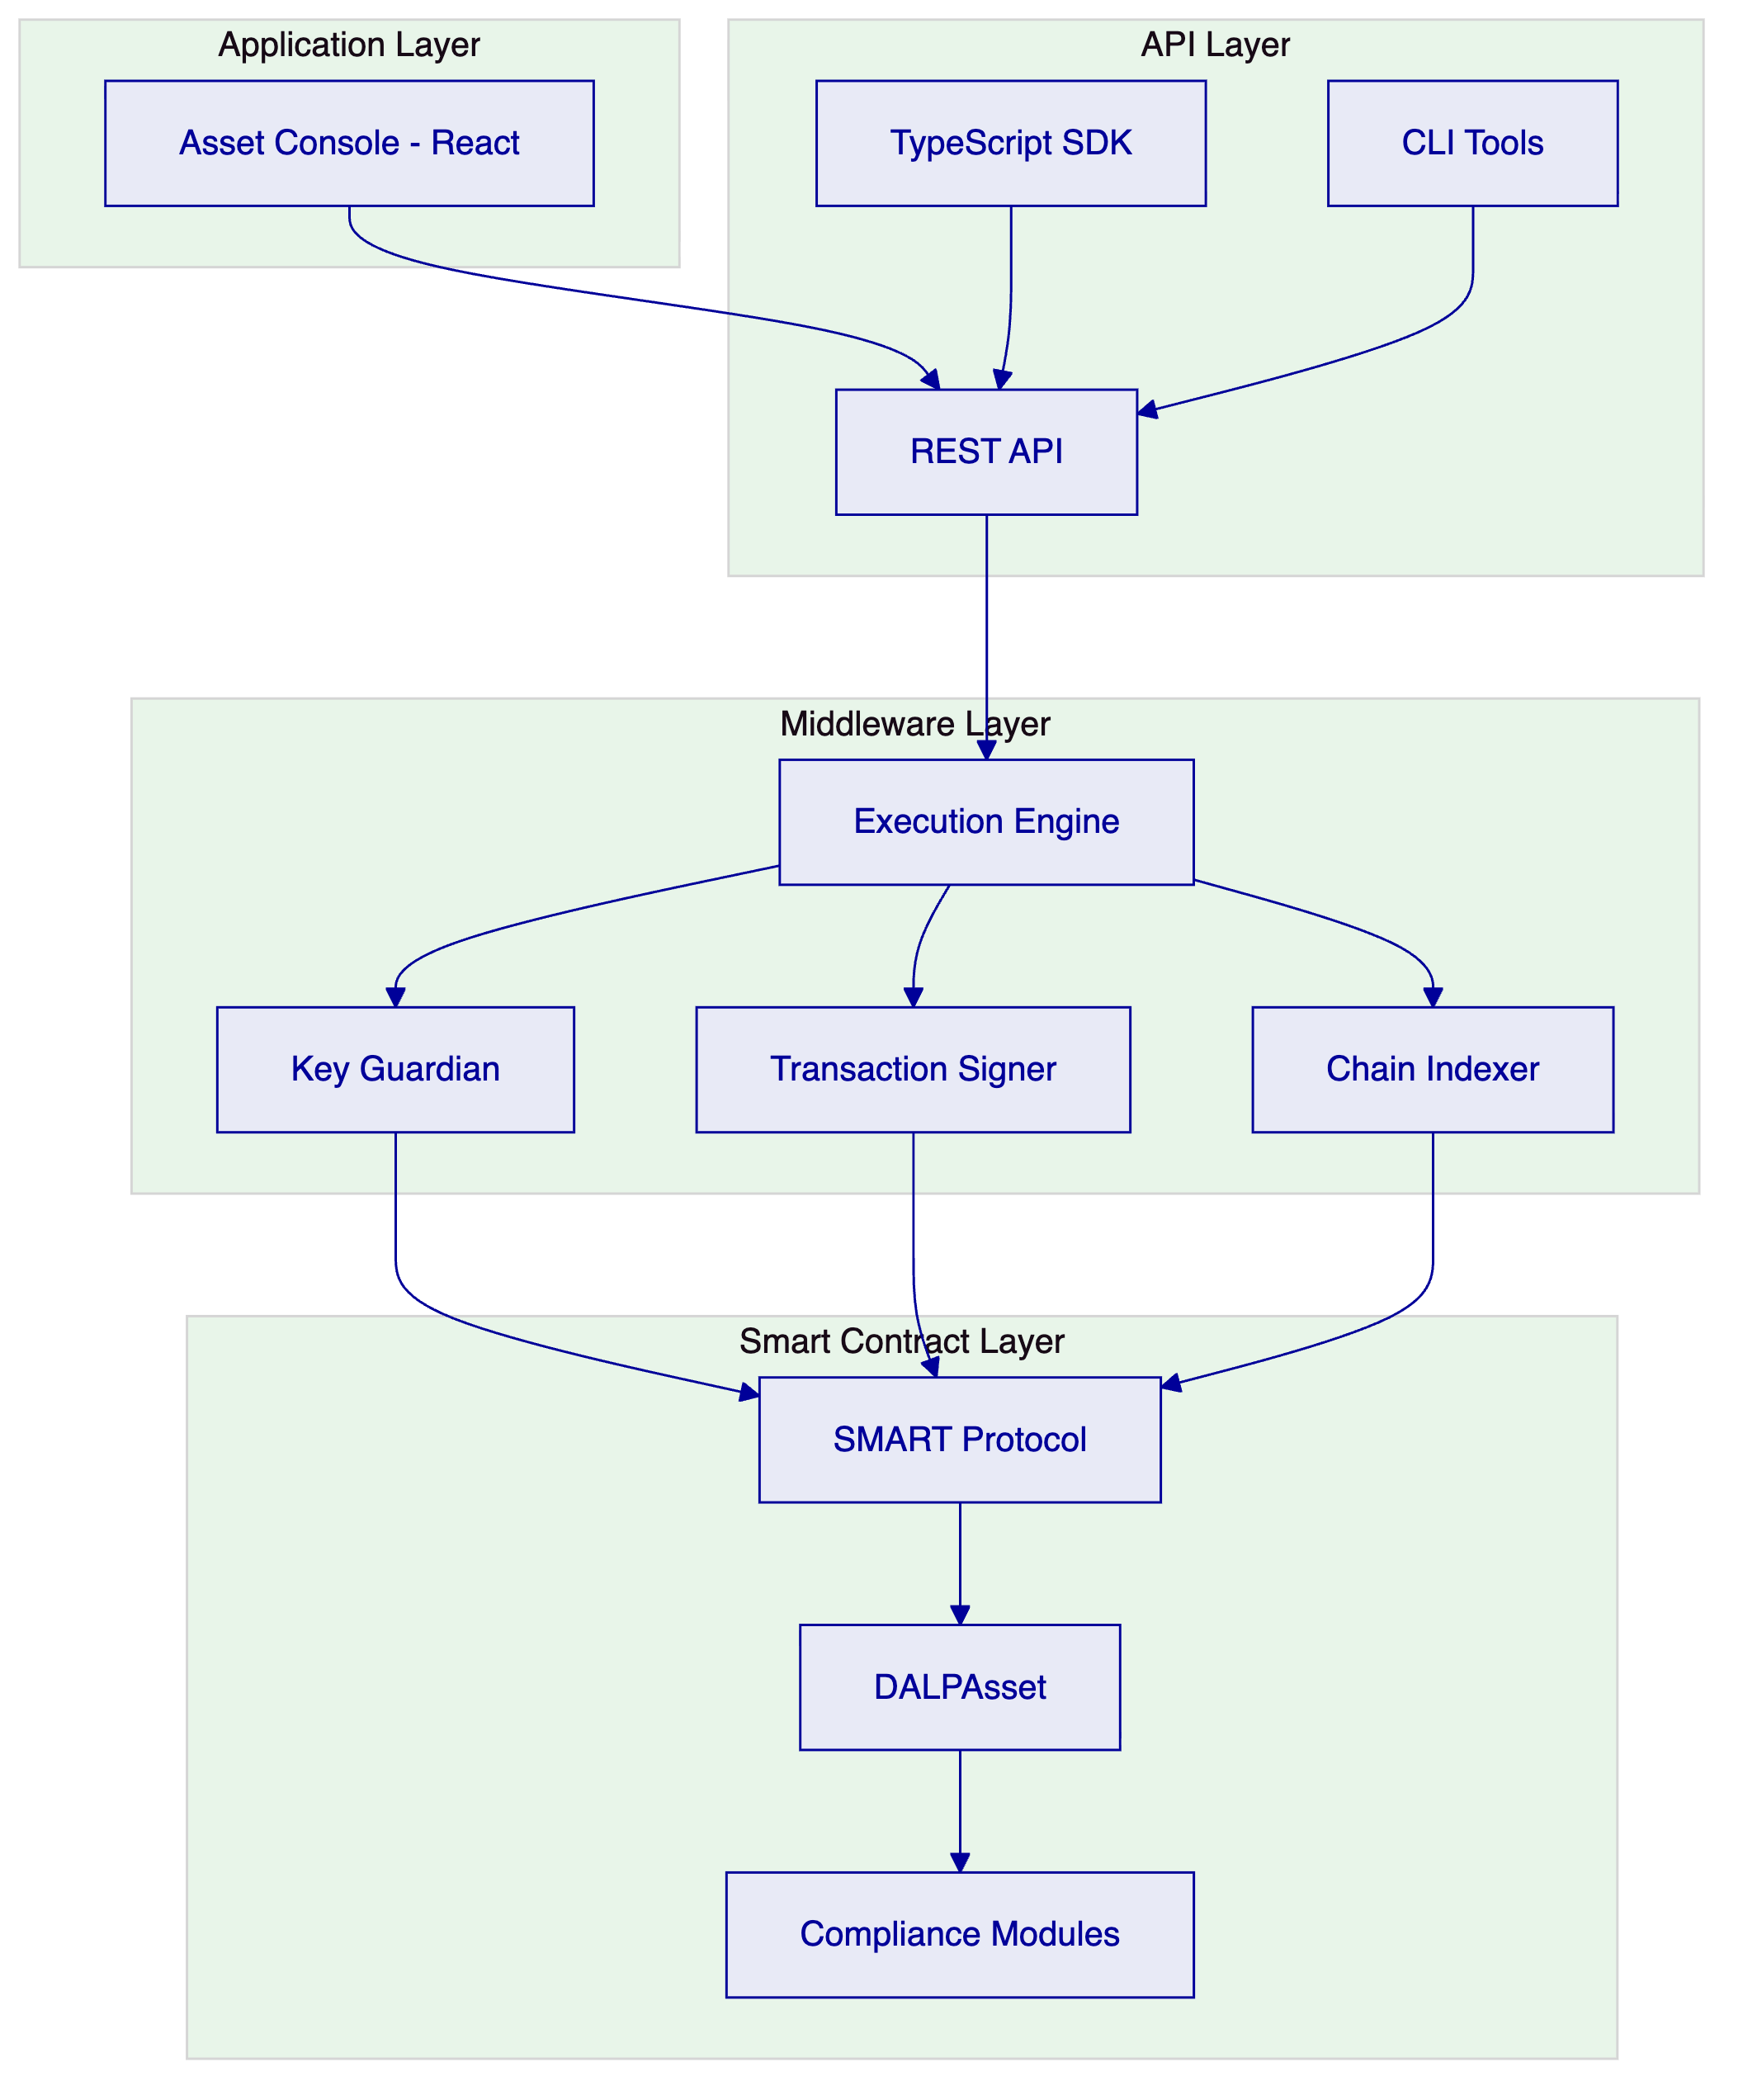 Application Layer
API Layer
Asset Console - React
TypeScript SDK
CLI Tools
REST API
Middleware Layer
Execution Engine
Key Guardian
Transaction Signer
Chain Indexer
Smart Contract Layer
SMART Protocol
DALPAsset
Compliance Modules